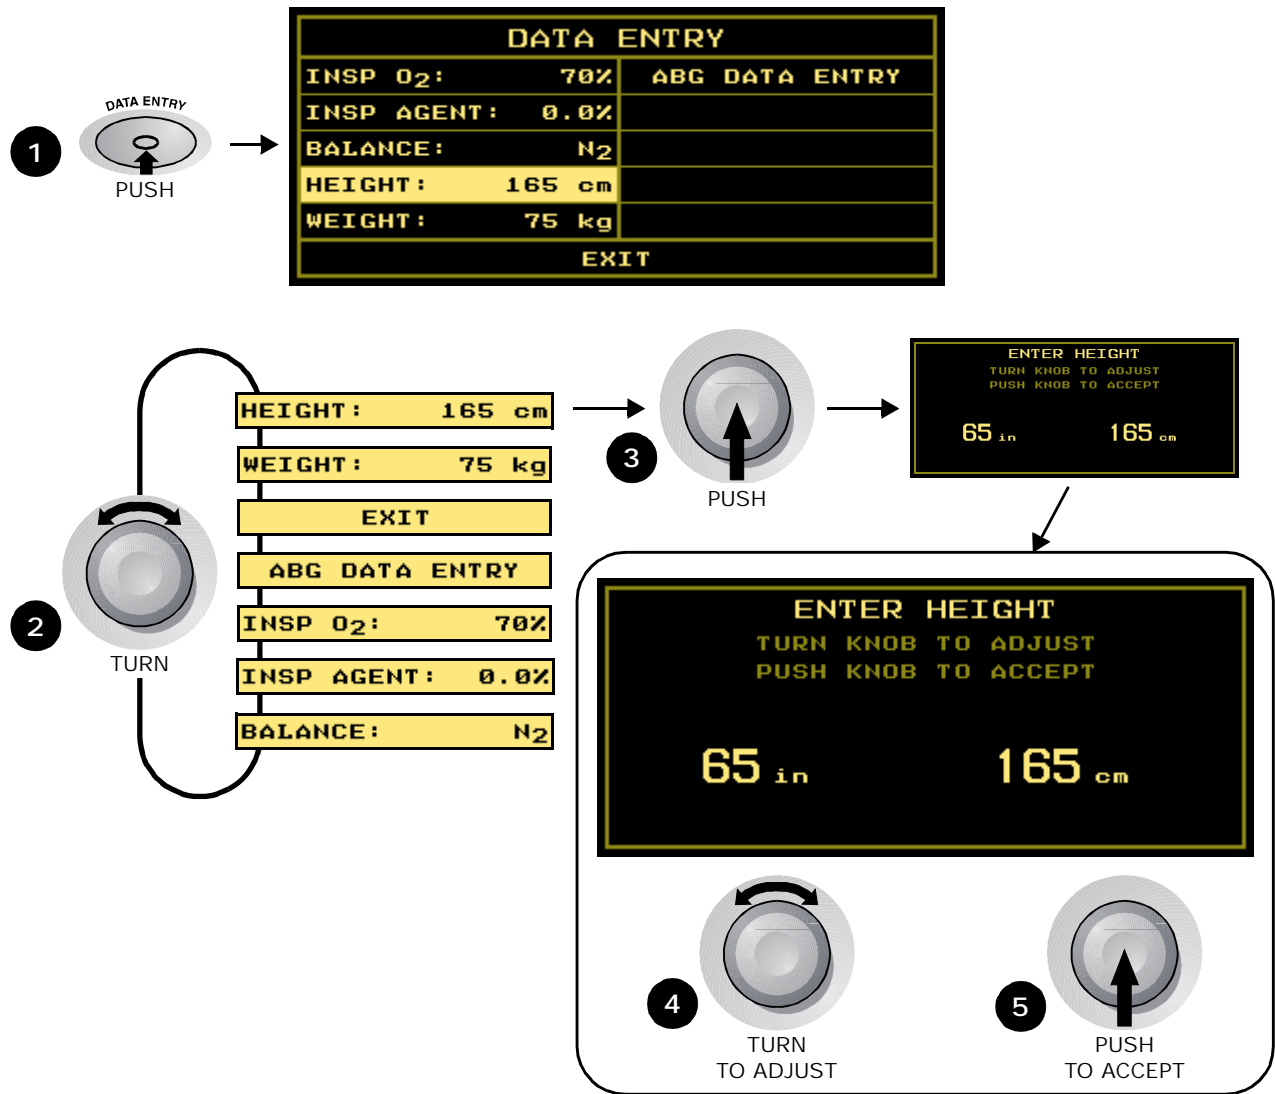 DATA ENTRY
1
PUSH
DATA ENTRY
INSP O2: 70% ABG DATA ENTRY
INSP AGENT: 0.0%
BALANCE: N2
HEIGHT: 165 cm
WEIGHT: 75 kg
EXIT
2
TURN
HEIGHT: 165 cm
WEIGHT: 75 kg
EXIT
ABG DATA ENTRY
INSP O2: 70%
INSP AGENT: 0.0%
BALANCE: N2
3
PUSH
ENTER HEIGHT
TURN KNOB TO ADJUST
PUSH KNOB TO ACCEPT
65 in 165 cm
ENTER HEIGHT
TURN KNOB TO ADJUST
PUSH KNOB TO ACCEPT
65 in 165 cm
4
TURN
TO ADJUST
5
PUSH
TO ACCEPT